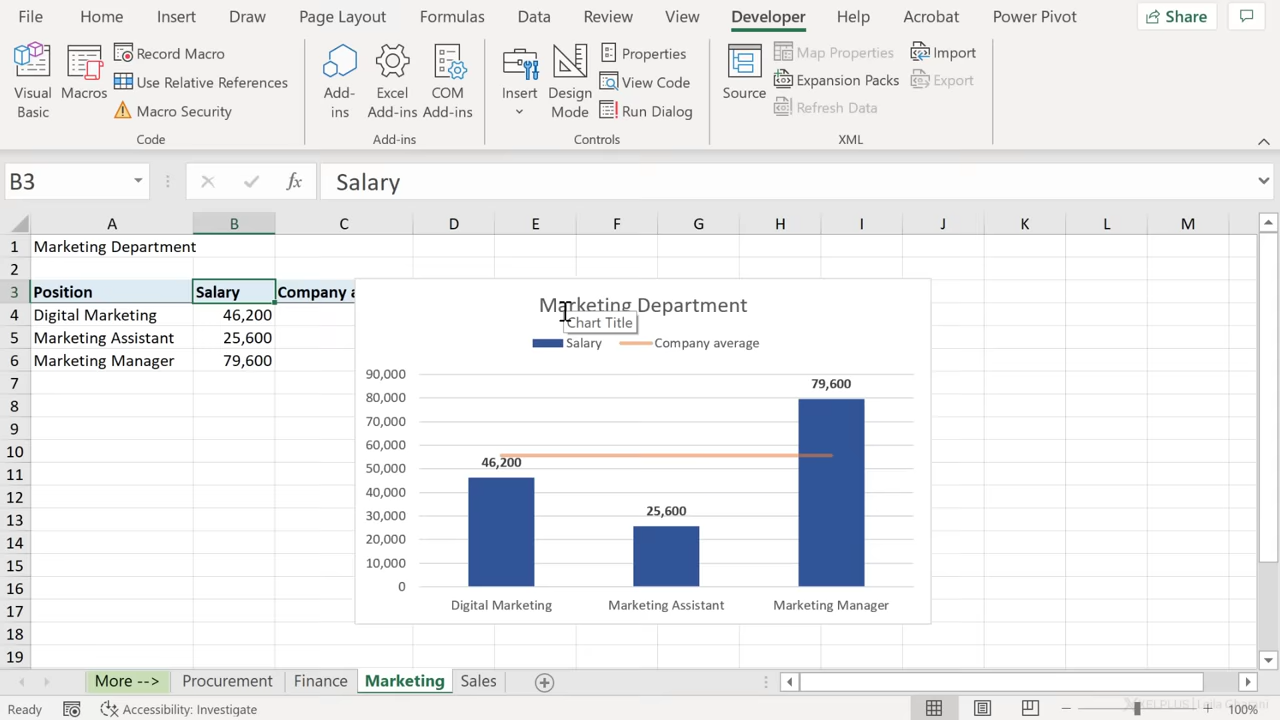 File Home Insert Draw Page Layout Formulas Data Review View Developer Help Acrobat Power Pivot Share
Visual Basic
Macros
Record Macro
Use Relative References
Macro Security
Code
Add-ins
Excel Add-ins
COM Add-ins
Add-ins
Insert
Design Mode
Properties
View Code
Run Dialog
Controls
Source
Map Properties
Expansion Packs
Refresh Data
Import
Export
XML
B3 fx Salary
A B C D E F G H I J K L M
1 Marketing Department
2
3 Position Salary Company a
4 Digital Marketing 46,200
5 Marketing Assistant 25,600
6 Marketing Manager 79,600
7
8
9
10
11
12
13
14
15
16
17
18
19
Marketing Department
Chart Title
Salary Company average
90,000
80,000
70,000
60,000
50,000
40,000
30,000
20,000
10,000
0
79,600
46,200
25,600
Digital Marketing Marketing Assistant Marketing Manager
More --> Procurement Finance Marketing Sales
Ready Accessibility: Investigate 100%